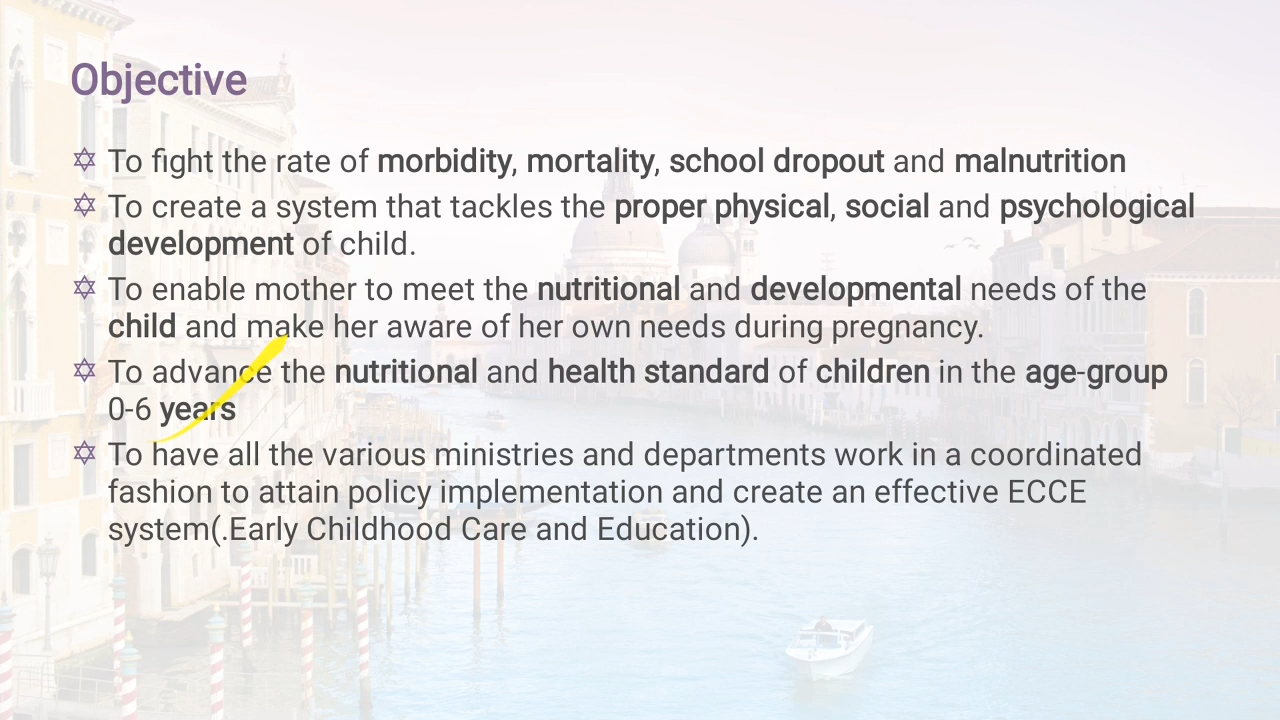 Objective
To fight the rate of morbidity, mortality, school dropout and malnutrition
To create a system that tackles the proper physical, social and psychological
development of child.
To enable mother to meet the nutritional and developmental needs of the
child and make her aware of her own needs during pregnancy.
To advance the nutritional and health standard of children in the age-group
0-6 years
To have all the various ministries and departments work in a coordinated
fashion to attain policy implementation and create an effective ECCE
system(.Early Childhood Care and Education).